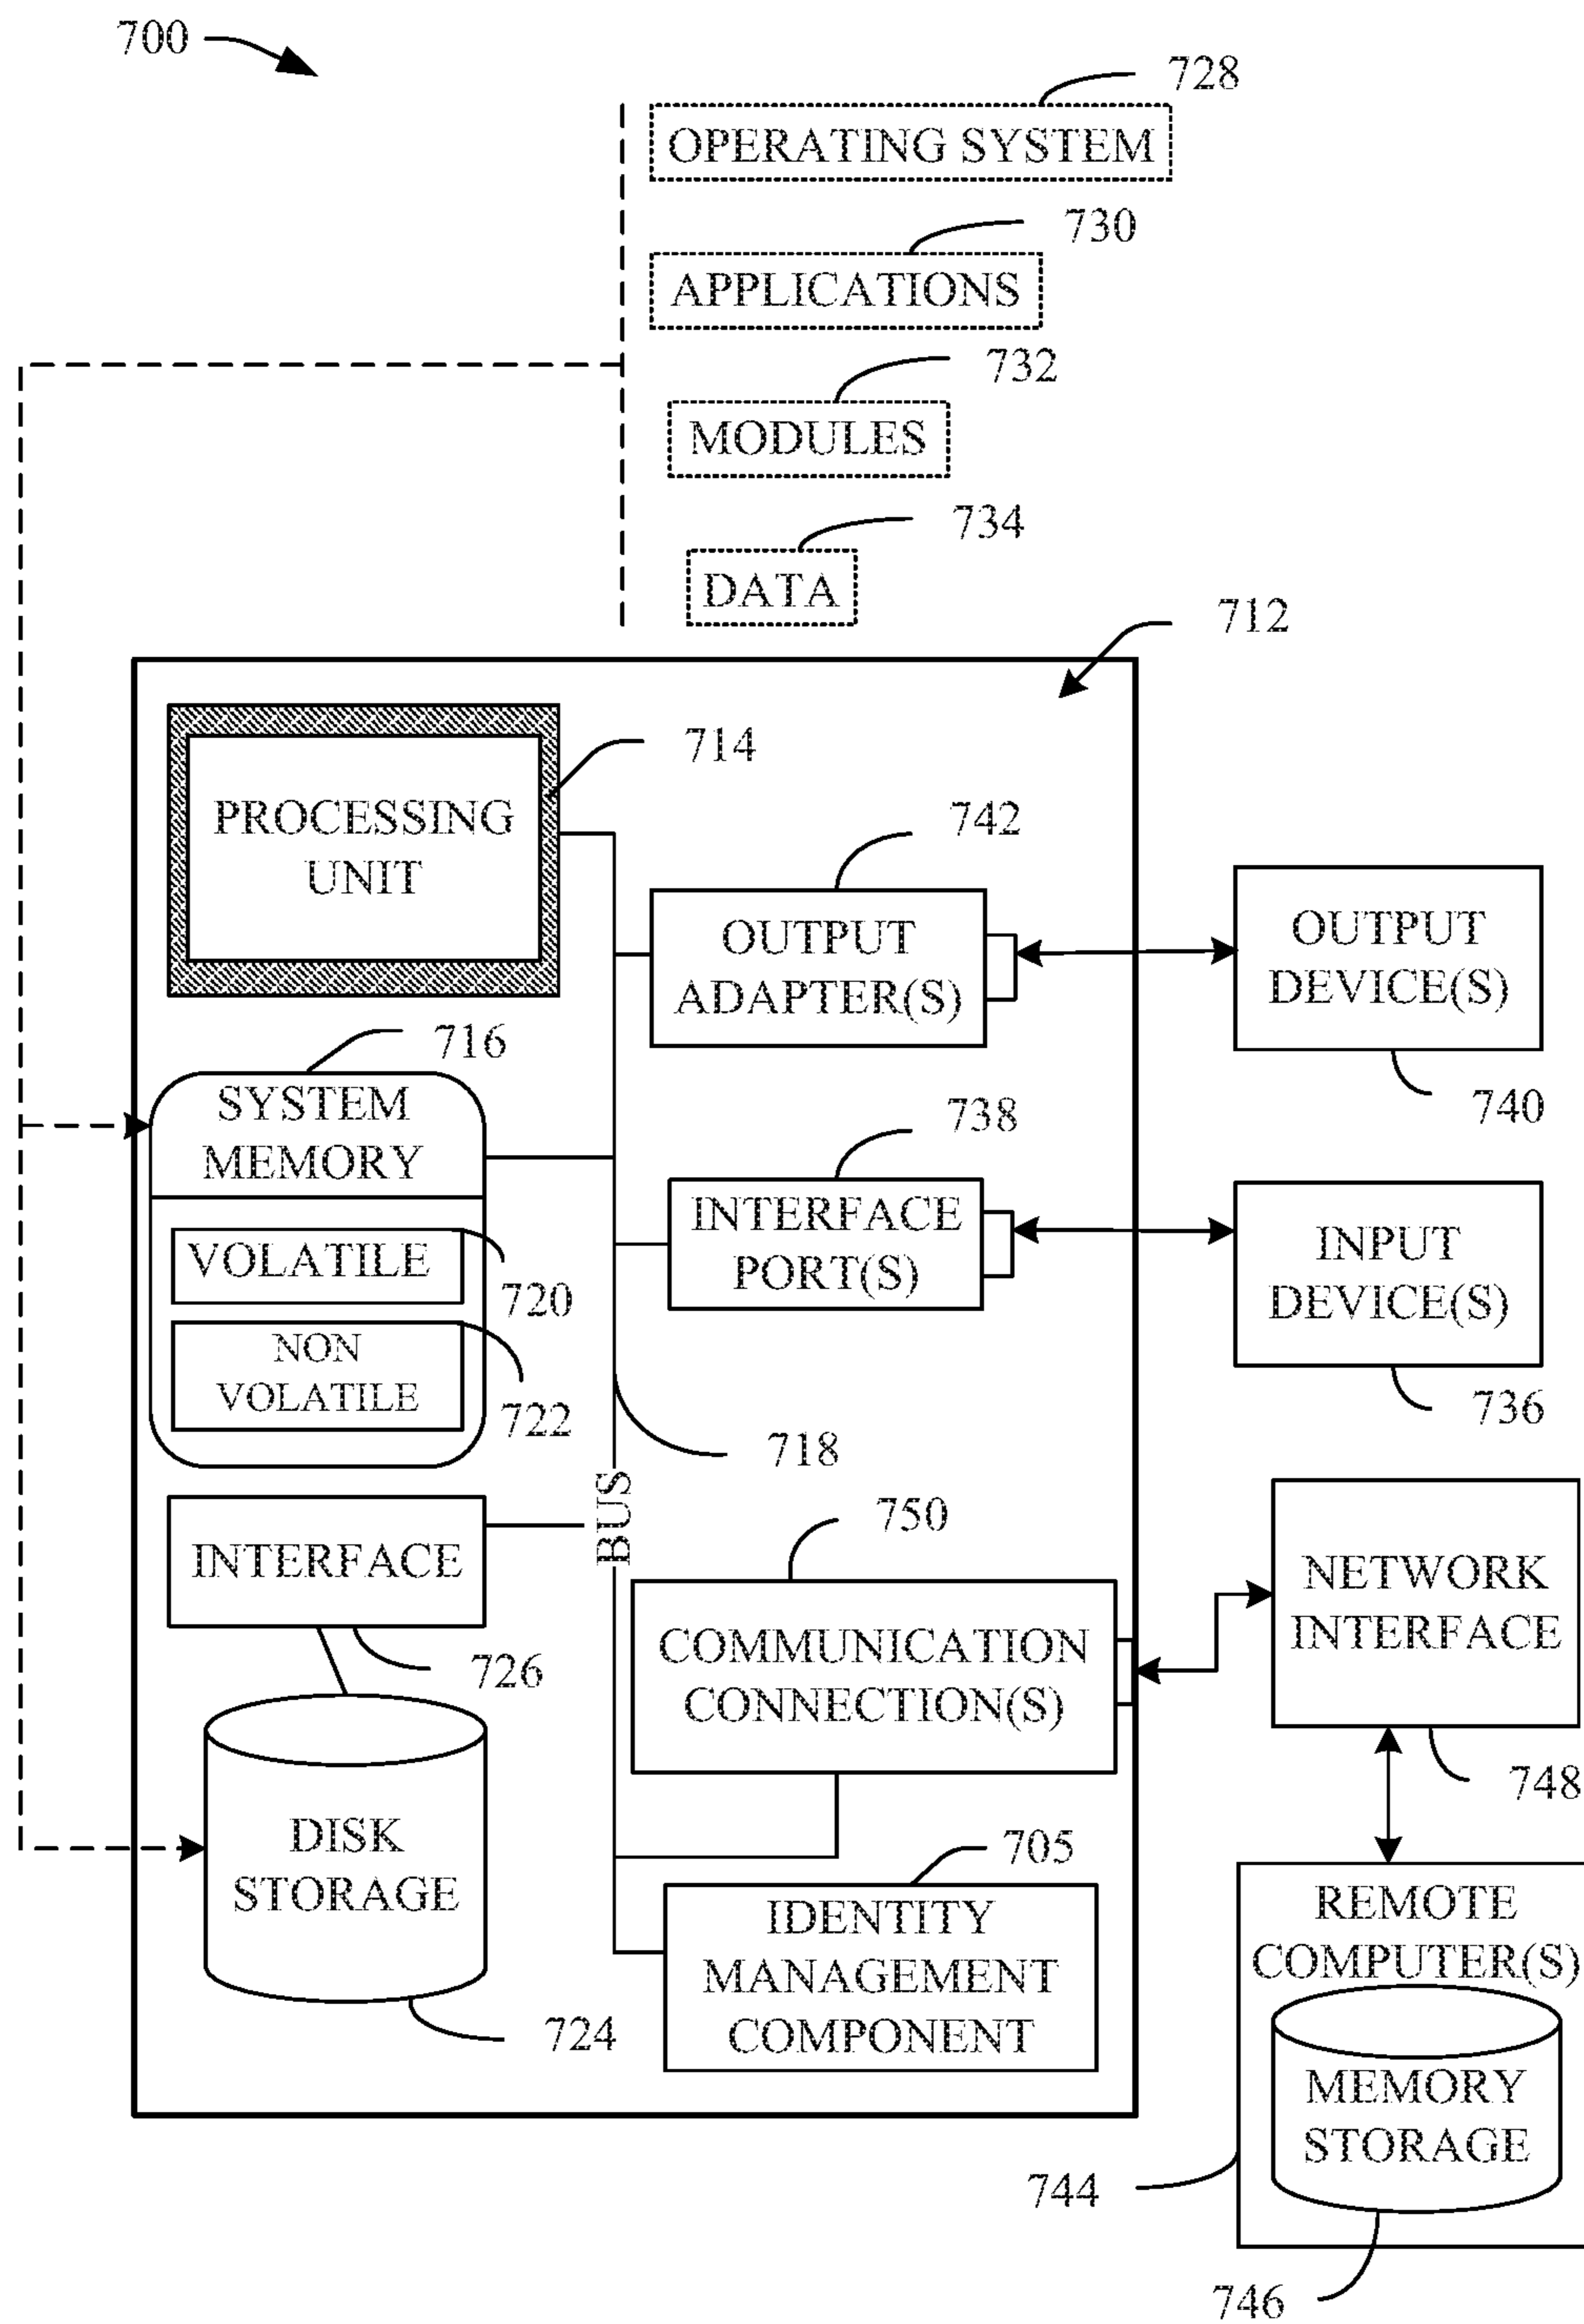 700
728
OPERATING SYSTEM
730
APPLICATIONS
732
MODULES
734
DATA
712
PROCESSING
UNIT
714
742
OUTPUT
ADAPTER(S)
OUTPUT
DEVICE(S)
740
716
SYSTEM
MEMORY
738
INTERFACE
PORT(S)
INPUT
DEVICE(S)
736
VOLATILE
720
NON
VOLATILE
722
718
BUS
INTERFACE
726
750
COMMUNICATION
CONNECTION(S)
NETWORK
INTERFACE
748
DISK
STORAGE
724
705
IDENTITY
MANAGEMENT
COMPONENT
REMOTE
COMPUTER(S)
MEMORY
STORAGE
744
746